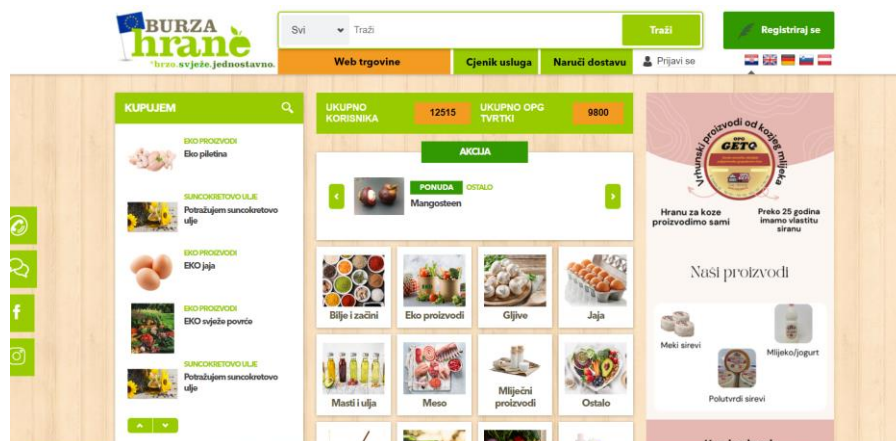 BURZA
hrane
*brzo.svježe.jednostavno.
Svi
Traži
Traži
Registriraj se
Web trgovine
Cjenik usluga
Naruči dostavu
Prijavi se
KUPUJEM
EKO PROIZVODI
Eko piletina
SUNCOKRETOVO ULJE
Potražujem suncokretovo
ulje
EKO PROIZVODI
EKO jaja
EKO PROIZVODI
EKO svježe povrće
SUNCOKRETOVO ULJE
Potražujem suncokretovo
ulje
UKUPNO
KORISNIKA
12515
UKUPNO OPG
TVRTKI
9800
AKCIJA
PONUDA
OSTALO
Mangosteen
Bilje i začini
Eko proizvodi
Gljive
Jaja
Masti i ulja
Meso
Mliječni
proizvodi
Ostalo
Vrhunski proizvodi od kozjeg mlijeka
OPG
GETO
Hranu za koze
proizvodimo sami
Preko 25 godina
imamo vlastitu
siranu
Naši proizvodi
Meki sirevi
Mlijeko/jogurt
Polutvrdi sirevi